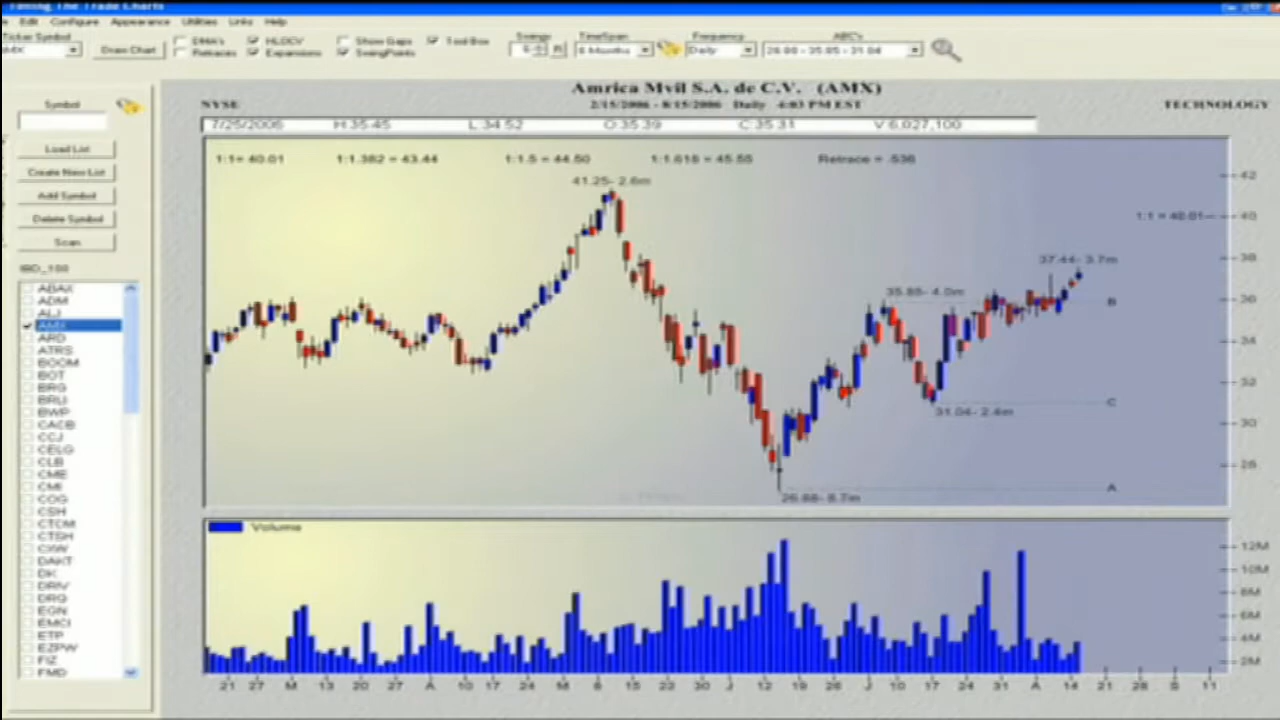 Timing The Trade Charts
Edit Configure Appearance Utilities Links Help
Ticker Symbol
AMX
Draw Chart
DMA's
Retraces
HLOCV
Expansions
Show Gaps
SwingPoints
Tool Box
Swings
TimeSpan
6 Months
Frequency
Daily
ABC's
26.88 - 35.85 - 31.04
Amrica Mvil S.A. de C.V. (AMX)
NYSE
2/15/2006 - 8/15/2006 Daily 4:03 PM EST
TECHNOLOGY
7/25/2006 H:35.45 L:34.52 O:35.39 C:35.31 V:6,027,100
1:1= 40.01 1:1.382 = 43.44 1:1.5 = 44.50 1:1.618 = 45.55 Retrace = .536
41.25- 2.6m
1:1 = 40.01
37.44- 3.7m
35.85- 4.0m
B
C
31.04- 2.4m
A
26.88- 8.7m
42
40
38
36
34
32
30
28
Symbol
Load List
Create New List
Add Symbol
Delete Symbol
Scan
IBD_100
ABAX
ADM
ALJ
AMX
ARD
ATRS
BOOM
BOT
BRG
BRLI
BWP
CACB
CCJ
CELG
CLB
CME
CMI
COG
CSH
CTCM
CTSH
CXW
DAKT
DK
DRIV
DRQ
EGN
EMCI
ETP
EZPW
FIZ
FMD
Volume
12M
10M
8M
6M
4M
2M
21 27 M 13 20 27 A 10 17 24 M 8 15 22 30 J 12 19 26 J 10 17 24 31 A 14 21 28 S 11